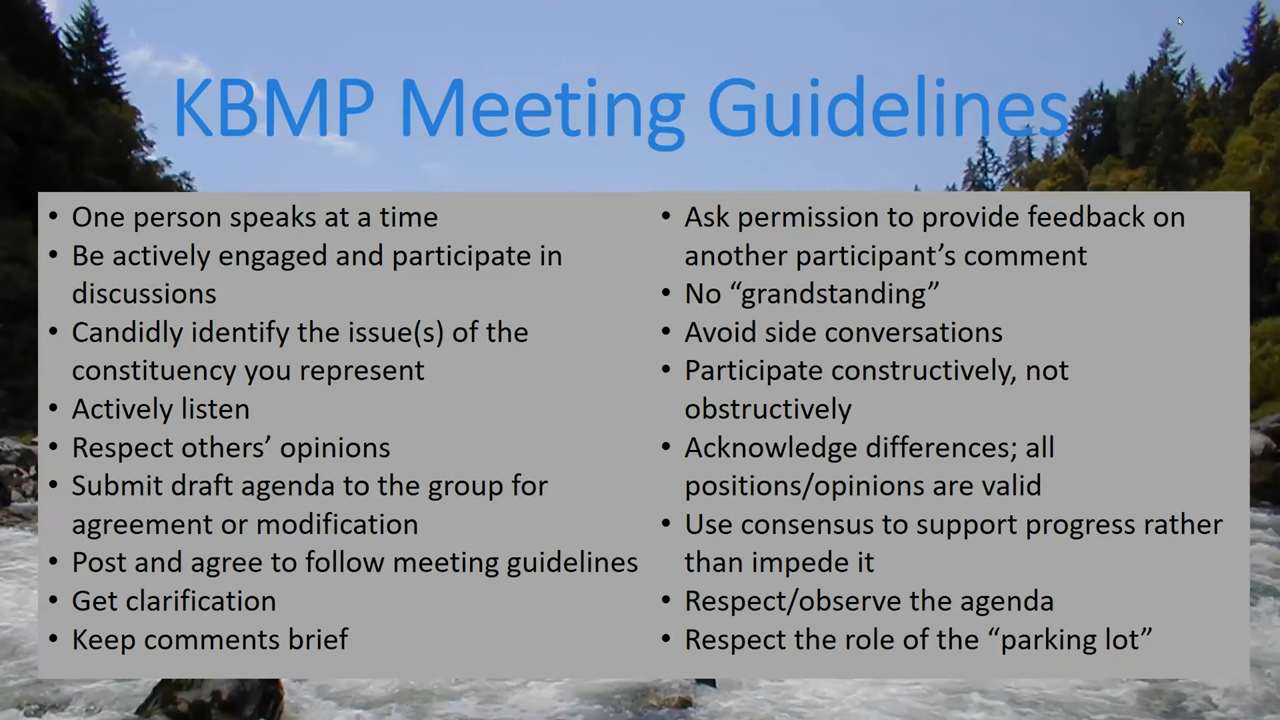 KBMP Meeting Guidelines
• One person speaks at a time
• Be actively engaged and participate in
discussions
• Candidly identify the issue(s) of the
constituency you represent
• Actively listen
• Respect others’ opinions
• Submit draft agenda to the group for
agreement or modification
• Post and agree to follow meeting guidelines
• Get clarification
• Keep comments brief
• Ask permission to provide feedback on
another participant’s comment
• No “grandstanding”
• Avoid side conversations
• Participate constructively, not
obstructively
• Acknowledge differences; all
positions/opinions are valid
• Use consensus to support progress rather
than impede it
• Respect/observe the agenda
• Respect the role of the “parking lot”